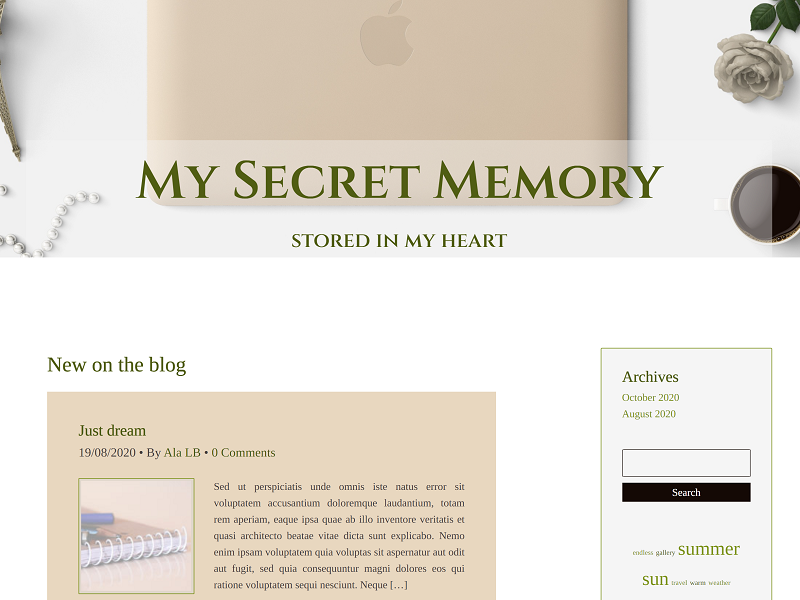 My Secret Memory
STORED IN MY HEART
New on the blog
Just dream
19/08/2020 • By Ala LB • 0 Comments
Sed ut perspiciatis unde omnis iste natus error sit
voluptatem accusantium doloremque laudantium, totam
rem aperiam, eaque ipsa quae ab illo inventore veritatis et
quasi architecto beatae vitae dicta sunt explicabo. Nemo
enim ipsam voluptatem quia voluptas sit aspernatur aut odit
aut fugit, sed quia consequuntur magni dolores eos qui
ratione voluptatem sequi nesciunt. Neque […]
Archives
October 2020
August 2020
Search
endless gallery summer
sun travel warm weather